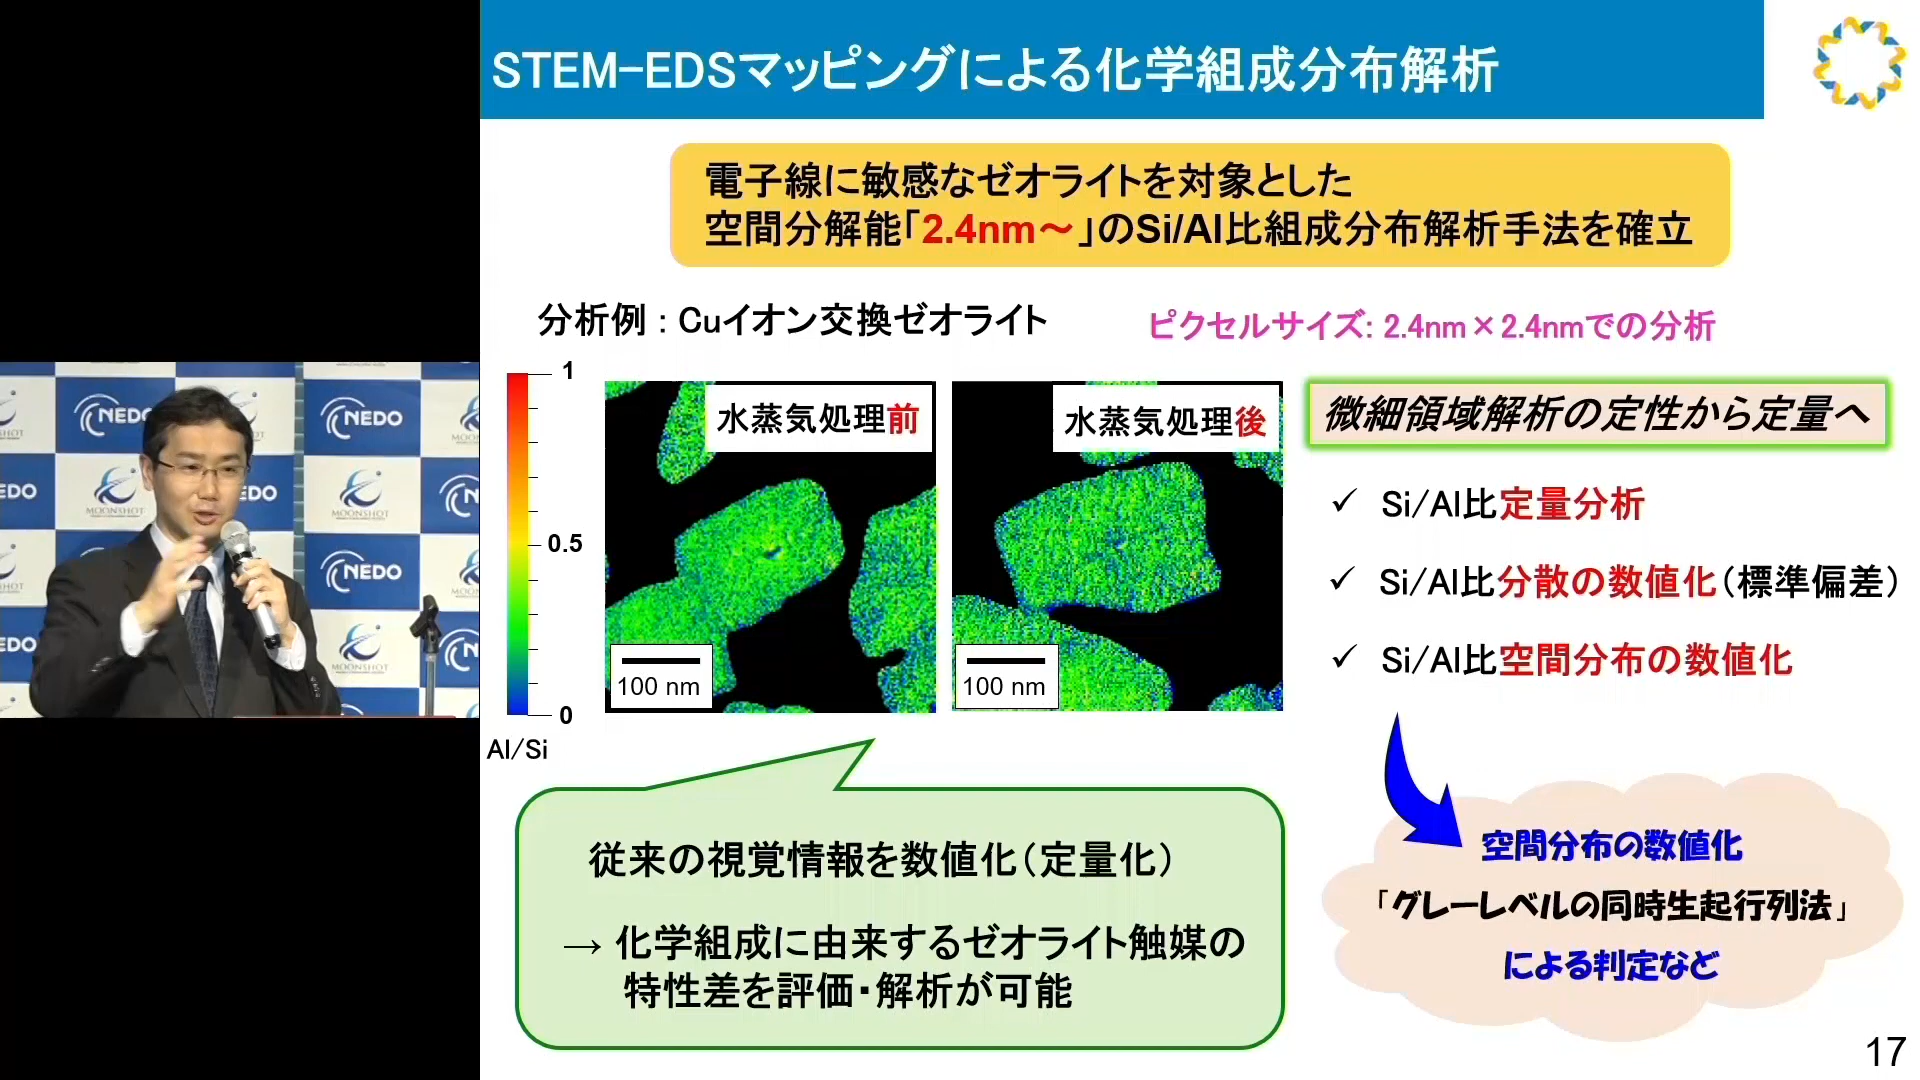 STEM-EDSマッピングによる化学組成分布解析
電子線に敏感なゼオライトを対象とした
空間分解能「2.4nm～」のSi/Al比組成分布解析手法を確立
分析例：Cuイオン交換ゼオライト
ピクセルサイズ: 2.4nm×2.4nmでの分析
1
0.5
0
Al/Si
水蒸気処理前
100 nm
水蒸気処理後
100 nm
微細領域解析の定性から定量へ
✓ Si/Al比定量分析
✓ Si/Al比分散の数値化（標準偏差）
✓ Si/Al比空間分布の数値化
従来の視覚情報を数値化（定量化）
→ 化学組成に由来するゼオライト触媒の
特性差を評価・解析が可能
空間分布の数値化
「グレーレベルの同時生起行列法」
による判定など
17
NEDO
NEDO
MOONSHOT
EDO
EDO
MOONSHOT
NEDO
EDO
MOONSHOT